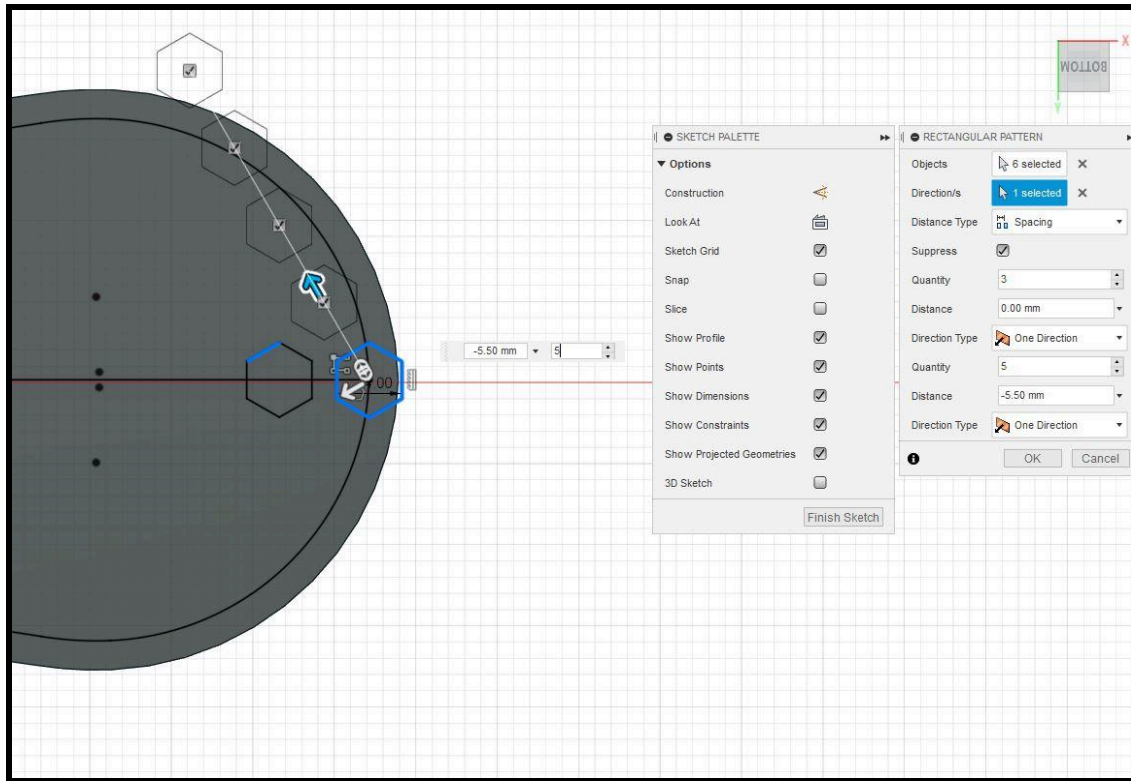 X
BOTTOM
Y
SKETCH PALETTE
Options
Construction
Look At
Sketch Grid
Snap
Slice
Show Profile
Show Points
Show Dimensions
Show Constraints
Show Projected Geometries
3D Sketch
Finish Sketch
RECTANGULAR PATTERN
Objects 6 selected
Direction/s 1 selected
Distance Type Spacing
Suppress
Quantity 3
Distance 0.00 mm
Direction Type One Direction
Quantity 5
Distance -5.50 mm
Direction Type One Direction
OK Cancel
-5.50 mm 5
00